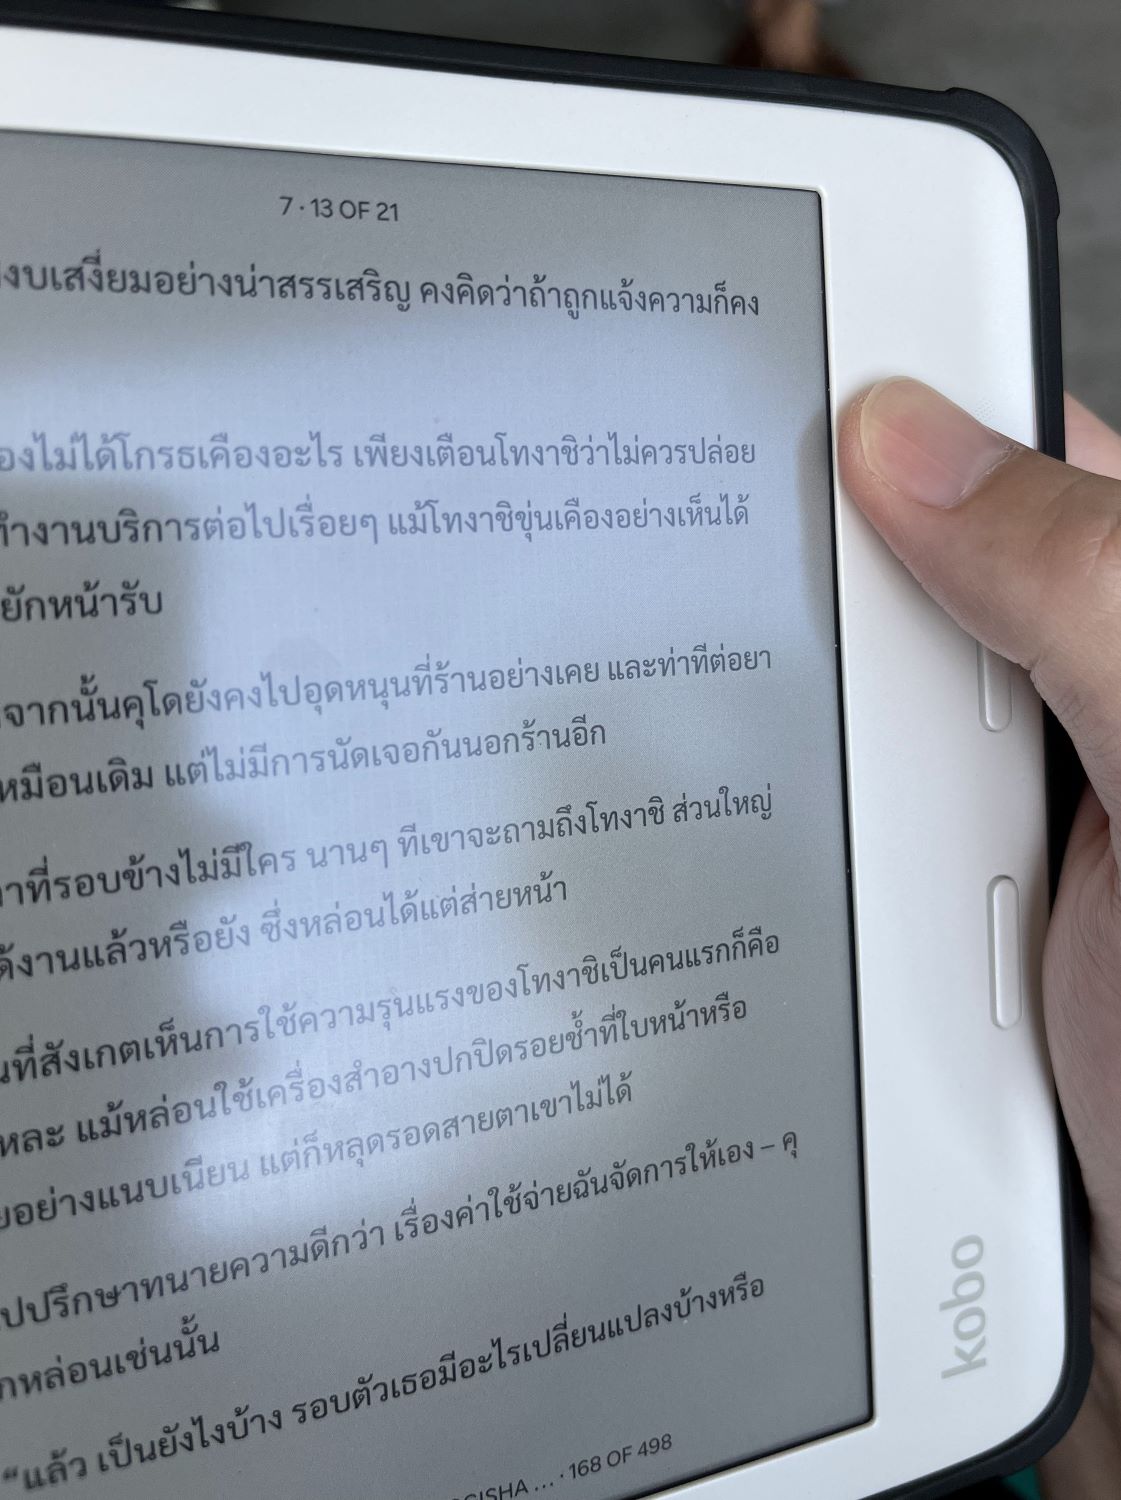 7 · 13 OF 21
งบเสงี่ยมอย่างน่าสรรเสริญ คงคิดว่าถ้าถูกแจ้งความก็คง
องไม่ได้โกรธเคืองอะไร เพียงเตือนโทงาชิว่าไม่ควรปล่อย
ทำงานบริการต่อไปเรื่อยๆ แม้โทงาชิขุ่นเคืองอย่างเห็นได้
ยักหน้ารับ
จากนั้นคุโดยังคงไปอุดหนุนที่ร้านอย่างเคย และท่าทีต่อยา
หมือนเดิม แต่ไม่มีการนัดเจอกันนอกร้านอีก
าที่รอบข้างไม่มีใคร นานๆ ทีเขาจะถามถึงโทงาชิ ส่วนใหญ่
ด้งานแล้วหรือยัง ซึ่งหล่อนได้แต่ส่ายหน้า
นที่สังเกตเห็นการใช้ความรุนแรงของโทงาชิเป็นคนแรกก็คือ
หละ แม้หล่อนใช้เครื่องสำอางปกปิดรอยช้ำที่ใบหน้าหรือ
ยอย่างแนบเนียน แต่ก็หลุดรอดสายตาเขาไม่ได้
ปปรึกษาทนายความดีกว่า เรื่องค่าใช้จ่ายฉันจัดการให้เอง – คุ
กหล่อนเช่นนั้น
“แล้ว เป็นยังไงบ้าง รอบตัวเธอมีอะไรเปลี่ยนแปลงบ้างหรือ
GISHA ... · 168 OF 498
kobo